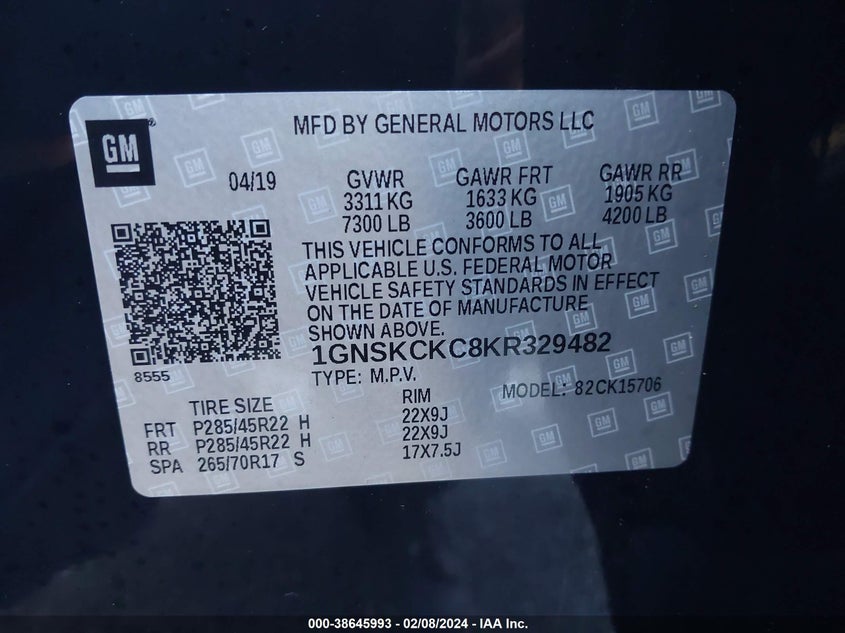 GM
®
MFD BY GENERAL MOTORS LLC
04/19
GVWR GAWR FRT GAWR RR
3311 KG 1633 KG 1905 KG
7300 LB 3600 LB 4200 LB
THIS VEHICLE CONFORMS TO ALL
APPLICABLE U.S. FEDERAL MOTOR
VEHICLE SAFETY STANDARDS IN EFFECT
ON THE DATE OF MANUFACTURE
SHOWN ABOVE.
1GNSKCKC8KR329482
8555
TYPE: M.P.V. MODEL: 82CK15706
TIRE SIZE RIM
FRT P285/45R22 H 22X9J
RR P285/45R22 H 22X9J
SPA 265/70R17 S 17X7.5J
000-38645993 - 02/08/2024 - IAA Inc.